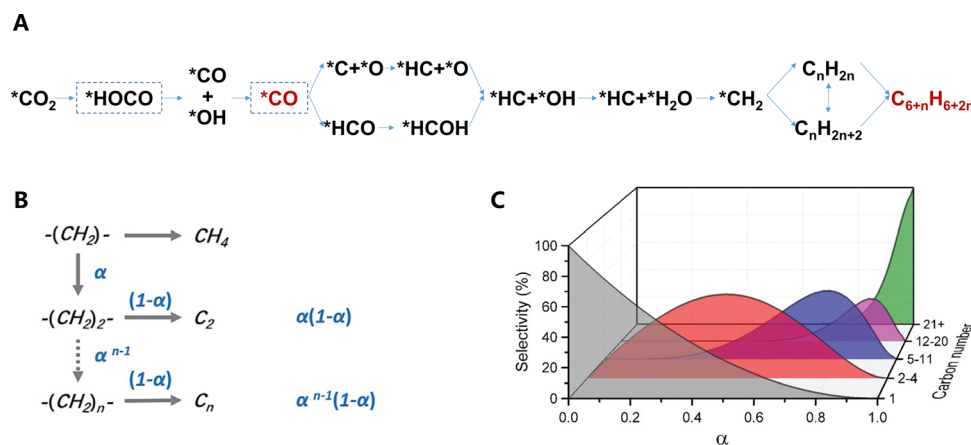 A
*CO₂ *HOCO *CO + *OH *CO *C+*O *HC+*O *HC+*OH *HC+*H₂O *CH₂ CₙH₂ₙ C₆₊ₙH₆₊₂ₙ
*HCO *HCOH CₙH₂ₙ₊₂
B
-(CH₂)- CH₄
α
-(CH₂)₂- (1-α) C₂ α(1-α)
α ⁿ⁻¹
-(CH₂)ₙ- (1-α) Cₙ α ⁿ⁻¹(1-α)
C
Selectivity (%)
100
80
60
40
20
0
0.0 0.2 0.4 0.6 0.8 1.0
α
21+
12-20
5-11
2-4
1
Carbon number